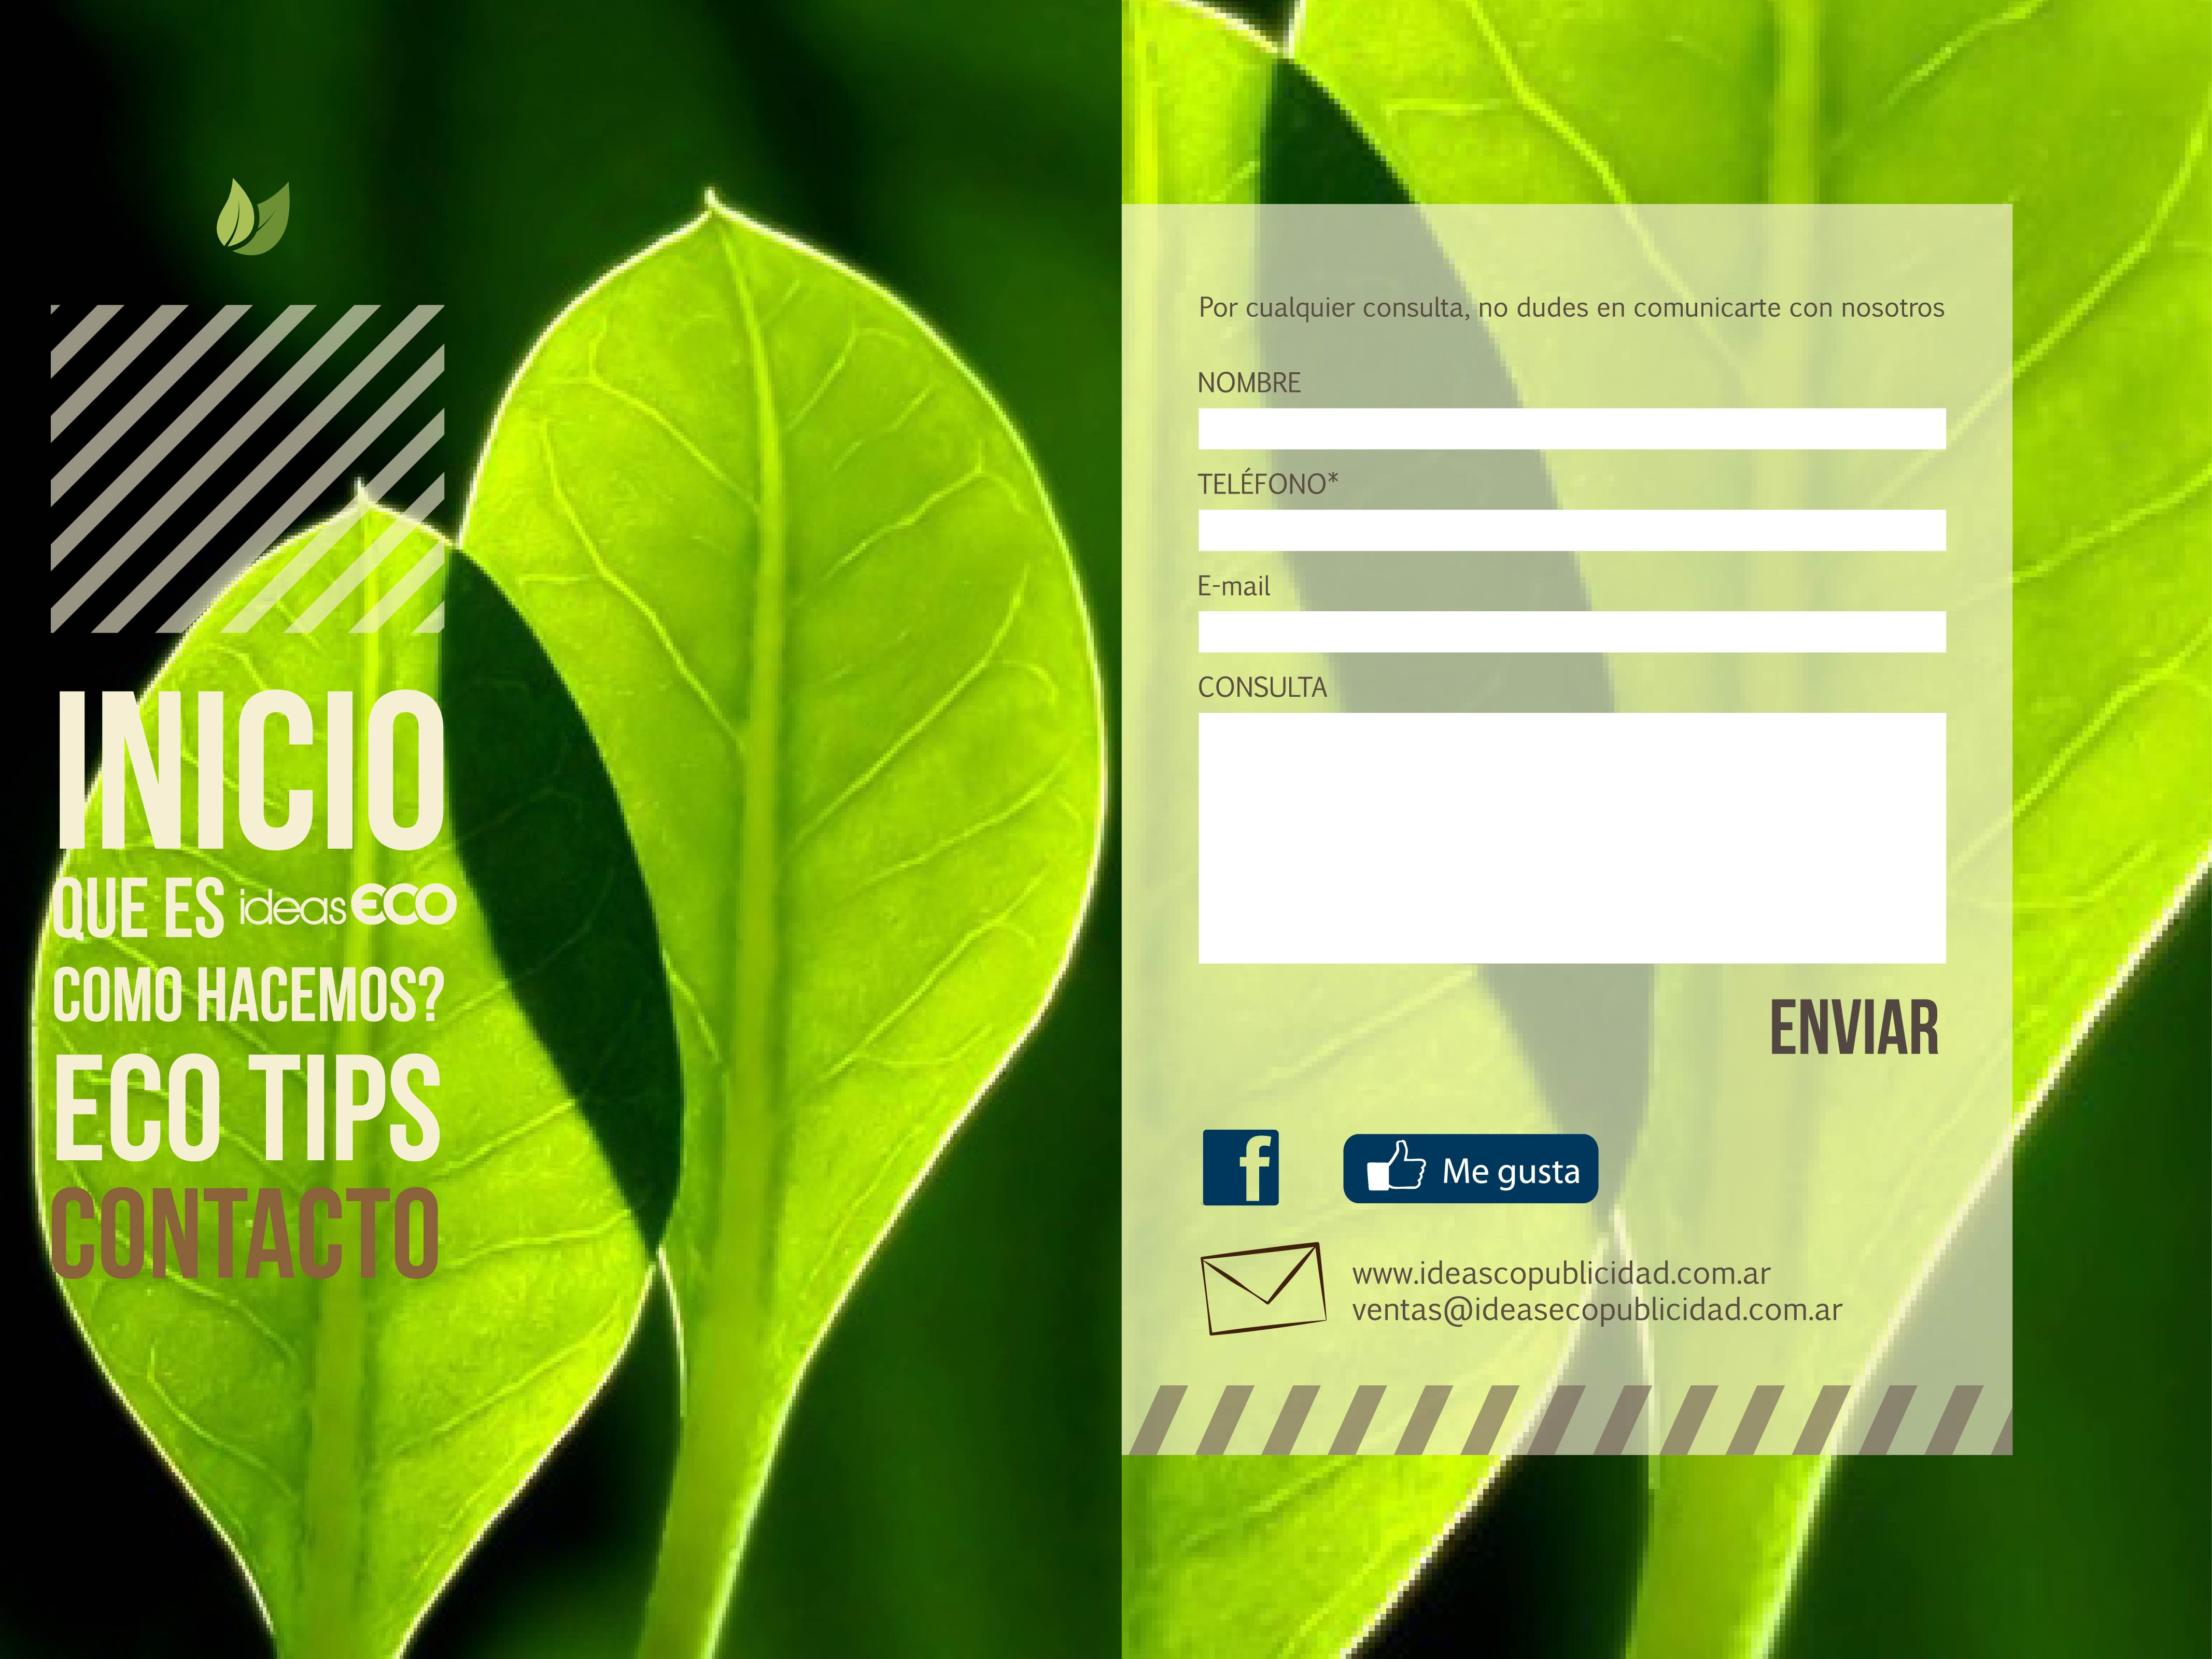 INICIO
QUE ES ideasECO
COMO HACEMOS?
ECO TIPS
CONTACTO
Por cualquier consulta, no dudes en comunicarte con nosotros
NOMBRE
TELÉFONO*
E-mail
CONSULTA
ENVIAR
f
Me gusta
www.ideascopublicidad.com.ar
ventas@ideasecopublicidad.com.ar